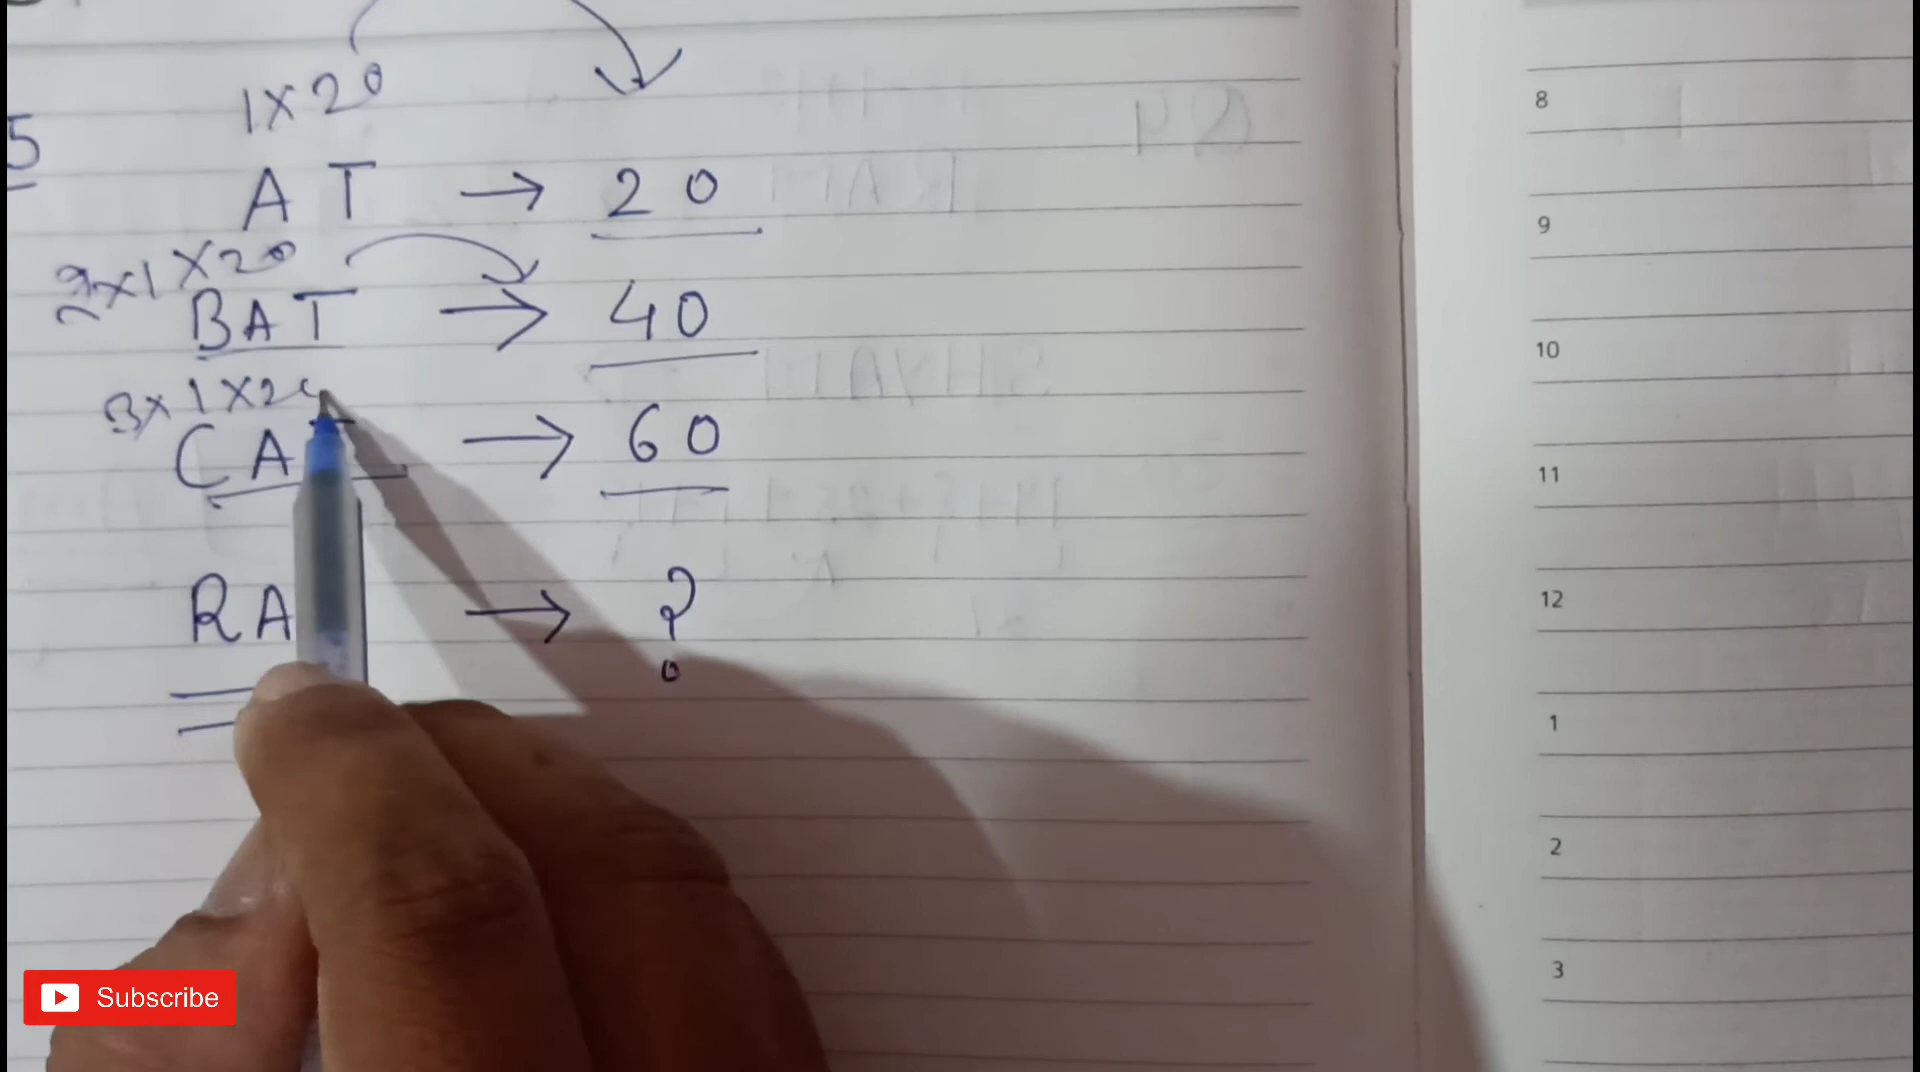 1×20
5
AT → 20
2×1×20
BAT → 40
3×1×2
CA → 60
RA → ?
8
9
10
11
12
1
2
3
Subscribe